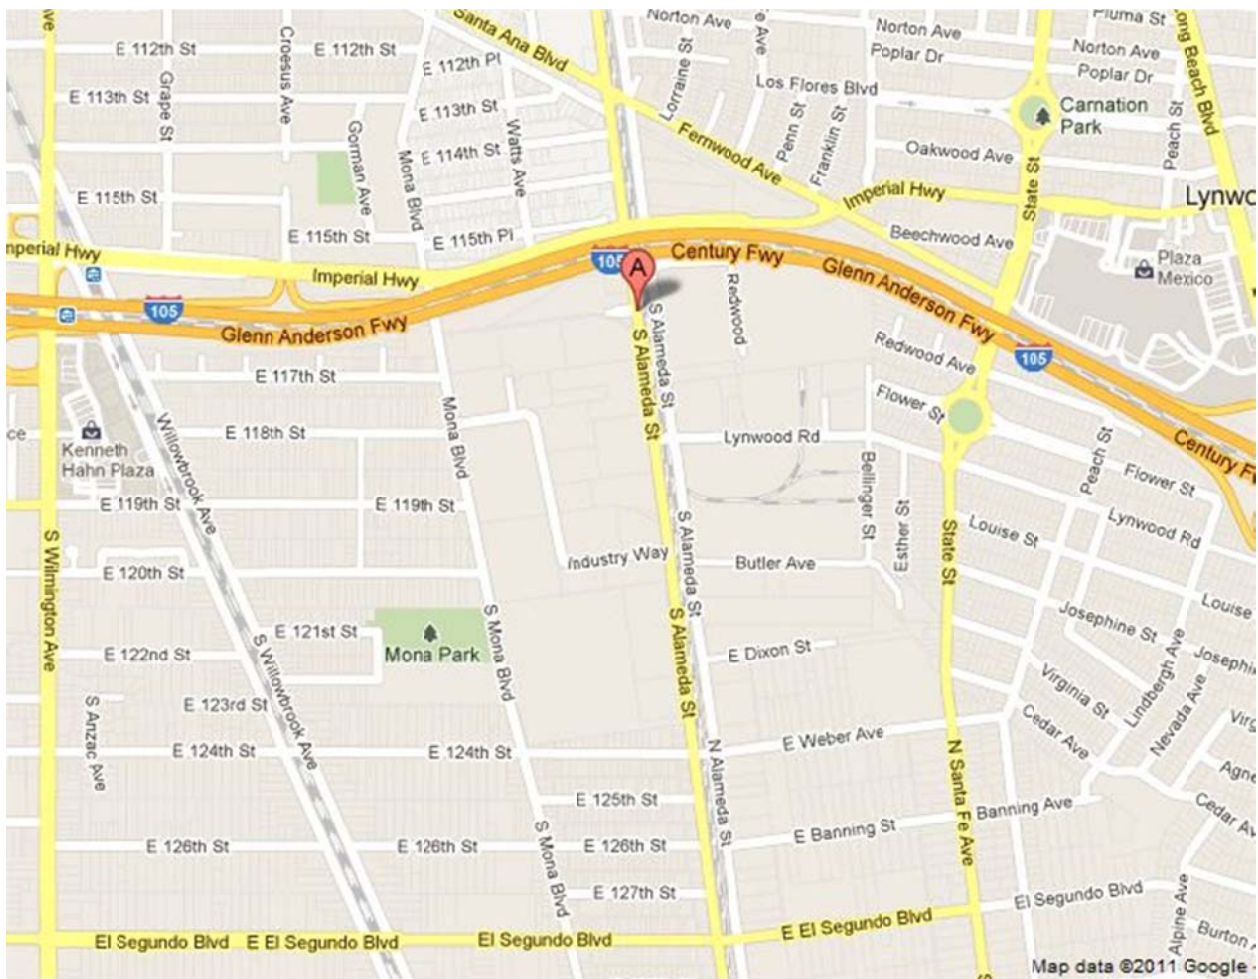 Santa Ana Blvd
Norton Ave
Norton Ave
Pluma St
Long Beach Blvd
E 112th St
Croesus Ave
E 112th St
E 112th Pl
Lorraine St
Poplar Dr
Norton Ave
Poplar Dr
Grape St
Los Flores Blvd
E 113th St
E 113th St
Carnation
Park
Peach St
Gorman Ave
Mona Blvd
Watts Ave
Fernwood Ave
Penn St
Franklin St
E 114th St
Oakwood Ave
State St
E 115th St
Imperial Hwy
E 115th St
E 115th Pl
Beechwood Ave
Imperial Hwy
Imperial Hwy
105
Century Fwy
Glenn Anderson Fwy
Plaza
Mexico
A
Redwood
105
Glenn Anderson Fwy
S Alameda St
S Alameda St
Redwood Ave
105
E 117th St
Flower St
Mona Blvd
Willowbrook Ave
E 118th St
Lynwood Rd
Peach St
Century
Kenneth
Hahn Plaza
Bellinger St
Esther St
Flower St
E 119th St
E 119th St
S Alameda St
Lynwood Rd
S Wilmington Ave
State St
Louise St
Industry Way
Butler Ave
E 120th St
Louise
S Mona Blvd
S Alameda St
Josephine St
E 121st St
Mona Park
E 122nd St
S Willowbrook Ave
E Dixon St
Virginia St
Lindbergh Ave
Nevada Ave
S Anzac Ave
E 123rd St
Cedar Ave
E 124th St
E 124th St
N Alameda St
E Weber Ave
N Santa Fe Ave
E 125th St
Banning Ave
Cedar
E 126th St
E 126th St
S Mona Blvd
E 126th St
E Banning St
E 127th St
El Segundo Blvd
Alpine Ave
El Segundo Blvd
E El Segundo Blvd
El Segundo Blvd
E El Segundo Blvd
Burton
Map data ©2011 Google